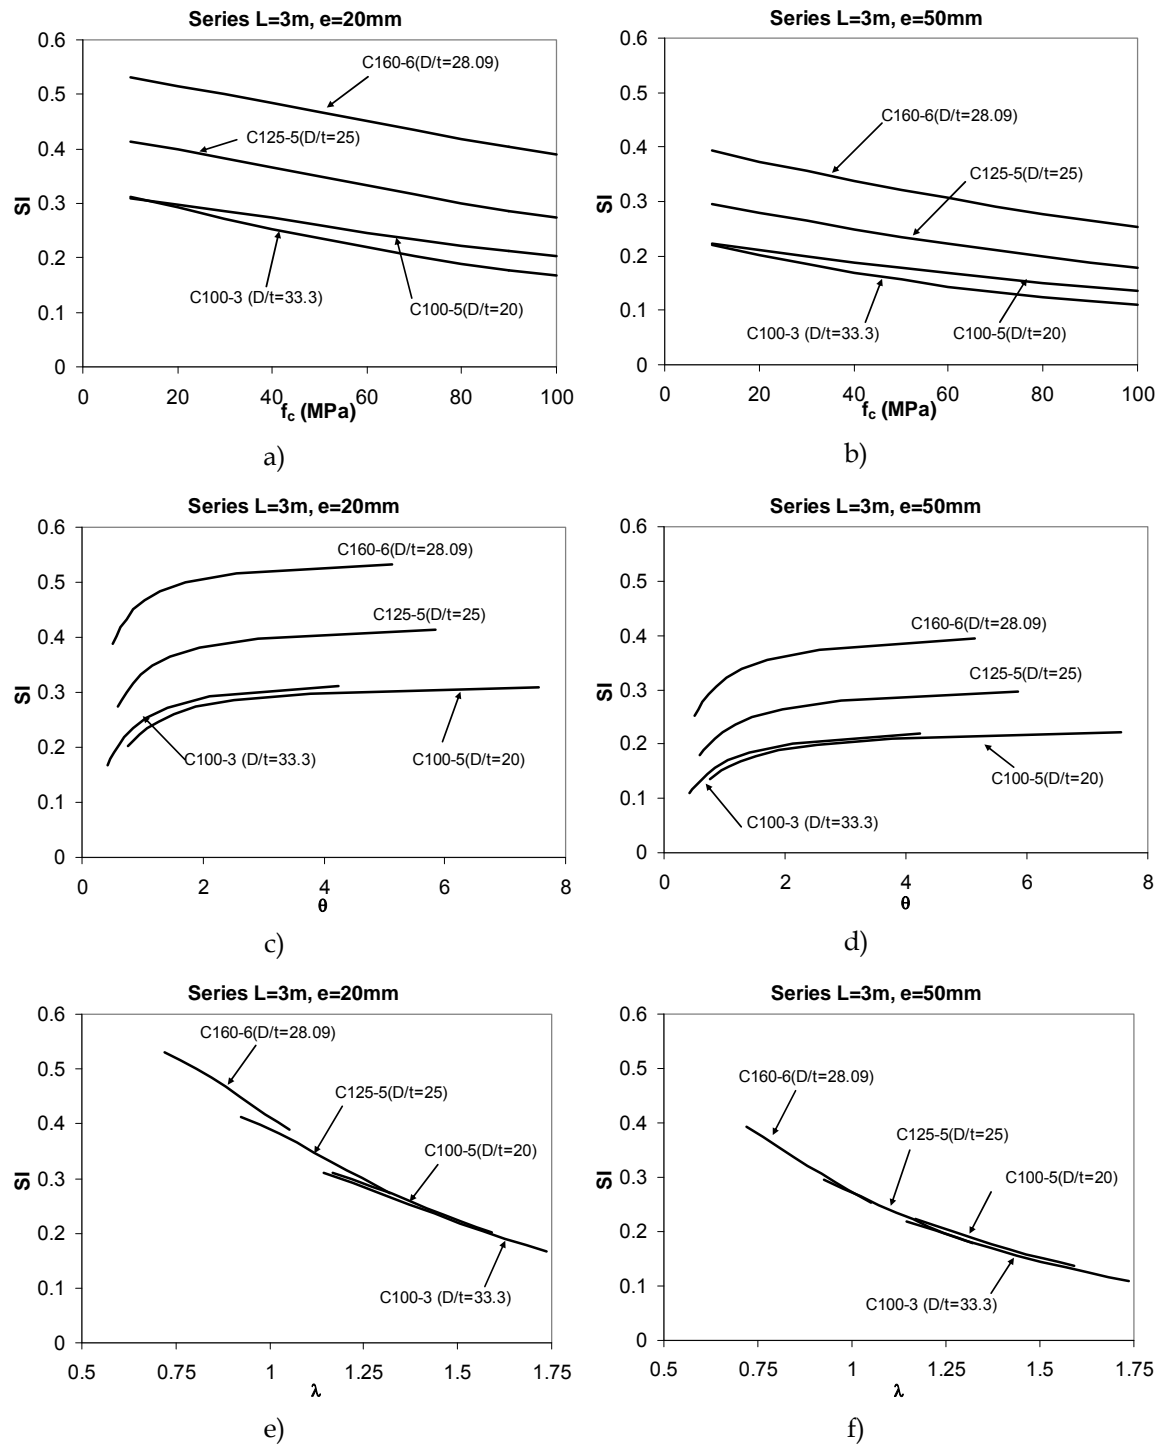 Series L=3m, e=20mm
0.6
0.5
0.4
0.3
0.2
0.1
0
SI
C160-6(D/t=28.09)
C125-5(D/t=25)
C100-3 (D/t=33.3)
C100-5(D/t=20)
0 20 40 60 80 100
fc (MPa)
a)
Series L=3m, e=50mm
0.6
0.5
0.4
0.3
0.2
0.1
0
SI
C160-6(D/t=28.09)
C125-5(D/t=25)
C100-3 (D/t=33.3)
C100-5(D/t=20)
0 20 40 60 80 100
fc (MPa)
b)
Series L=3m, e=20mm
0.6
0.5
0.4
0.3
0.2
0.1
0
SI
C160-6(D/t=28.09)
C125-5(D/t=25)
C100-3 (D/t=33.3)
C100-5(D/t=20)
0 2 4 6 8
θ
c)
Series L=3m, e=50mm
0.6
0.5
0.4
0.3
0.2
0.1
0
SI
C160-6(D/t=28.09)
C125-5(D/t=25)
C100-5(D/t=20)
C100-3 (D/t=33.3)
0 2 4 6 8
θ
d)
Series L=3m, e=20mm
0.6
0.5
0.4
0.3
0.2
0.1
0
SI
C160-6(D/t=28.09)
C125-5(D/t=25)
C100-5(D/t=20)
C100-3 (D/t=33.3)
0.5 0.75 1 1.25 1.5 1.75
λ
e)
Series L=3m, e=50mm
0.6
0.5
0.4
0.3
0.2
0.1
0
SI
C160-6(D/t=28.09)
C125-5(D/t=25)
C100-5(D/t=20)
C100-3 (D/t=33.3)
0.5 0.75 1 1.25 1.5 1.75
λ
f)